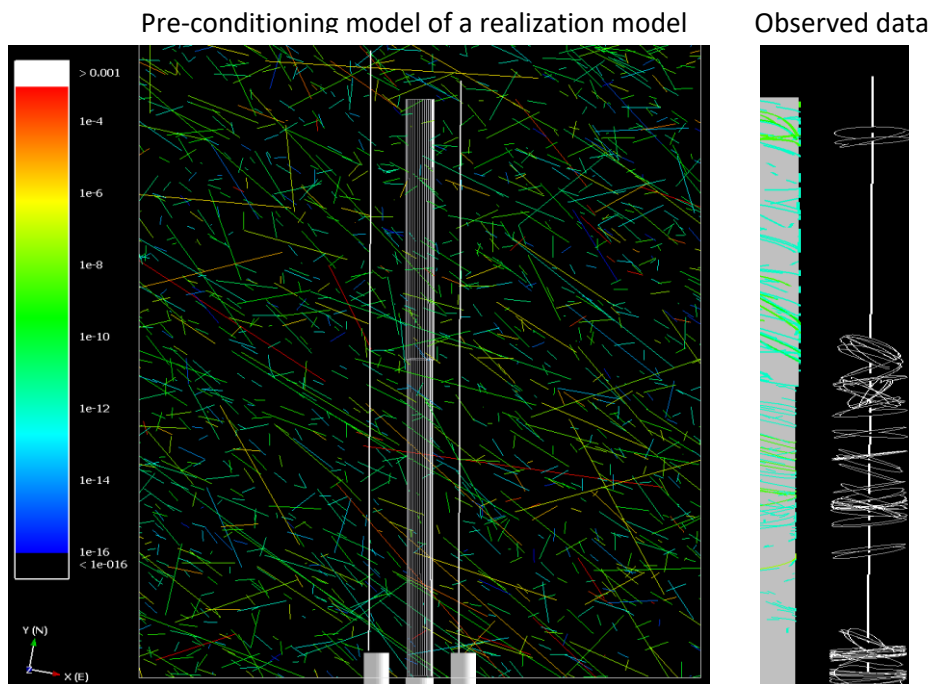 Pre-conditioning model of a realization model
Observed data
> 0.001
1e-4
1e-6
1e-8
1e-10
1e-12
1e-14
1e-16
< 1e-016
Y (N)
Z
X (E)